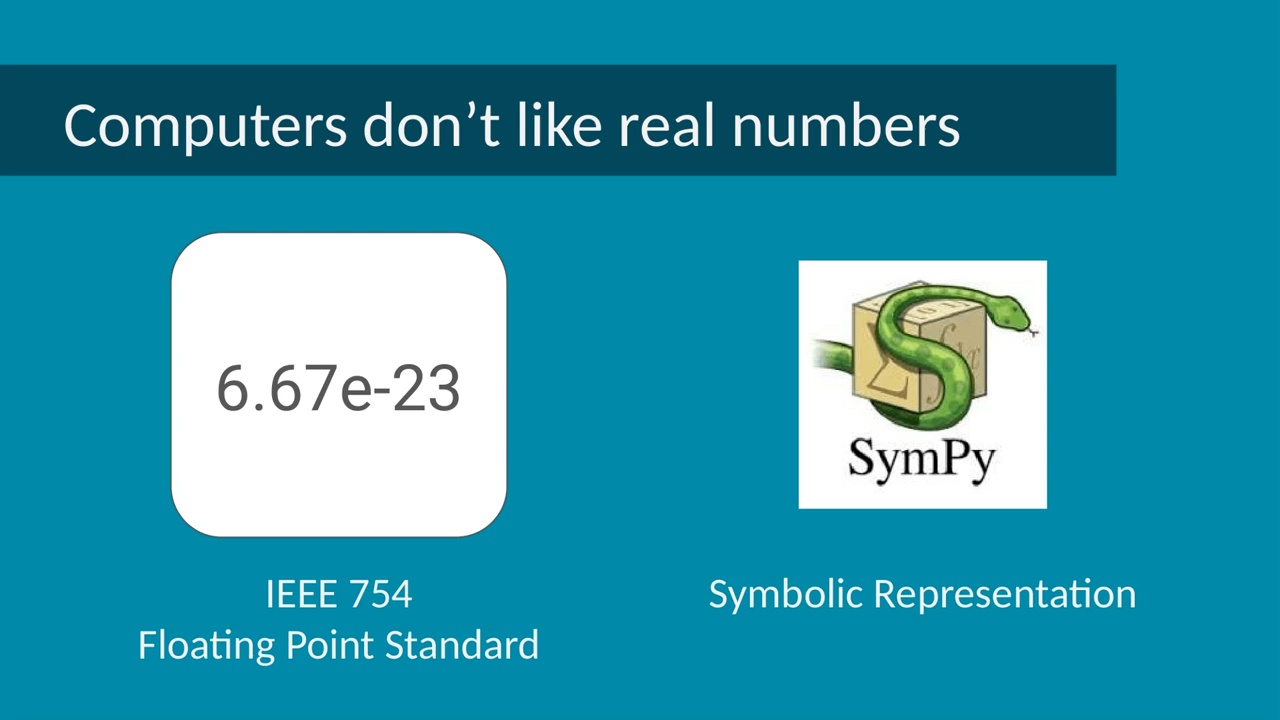 Computers don’t like real numbers
6.67e-23
SymPy
IEEE 754
Floating Point Standard
Symbolic Representation